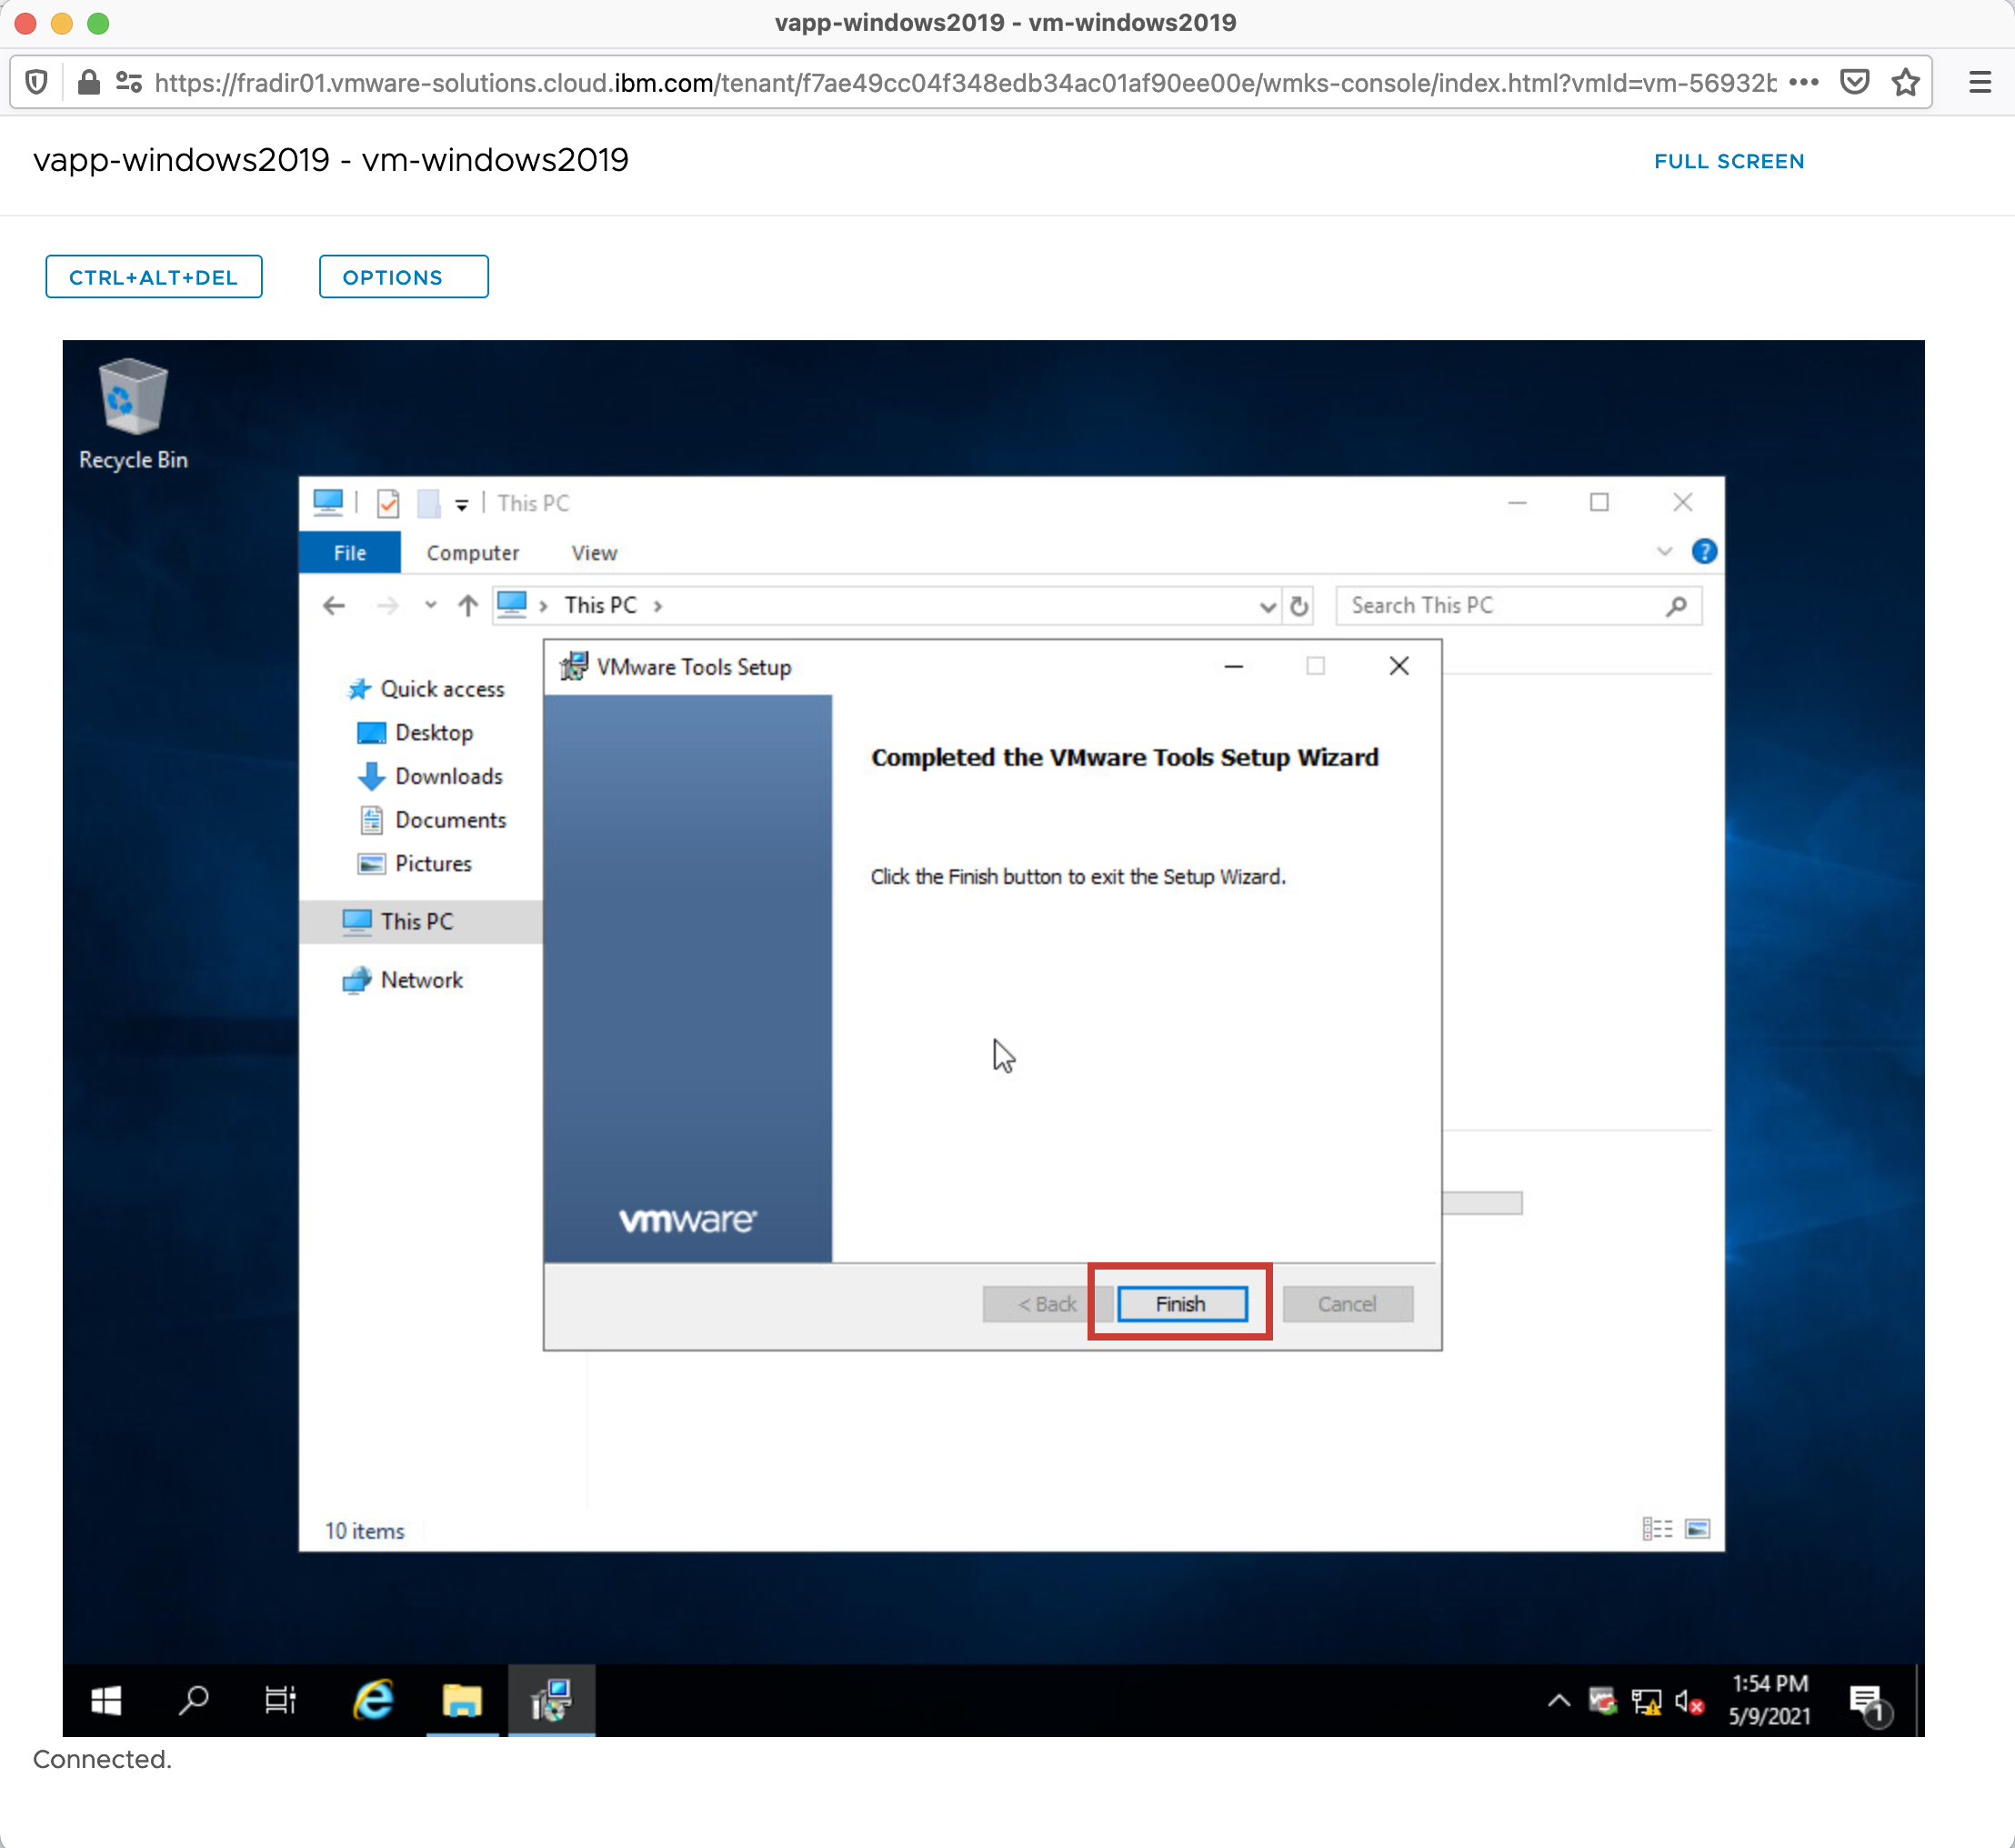 vapp-windows2019 - vm-windows2019
https://fradir01.vmware-solutions.cloud.ibm.com/tenant/f7ae49cc04f348edb34ac01af90ee00e/wmks-console/index.html?vmId=vm-56932b
vapp-windows2019 - vm-windows2019
FULL SCREEN
CTRL+ALT+DEL
OPTIONS
Recycle Bin
This PC
File
Computer
View
This PC
Search This PC
VMware Tools Setup
Quick access
Desktop
Downloads
Documents
Pictures
This PC
Network
Completed the VMware Tools Setup Wizard
Click the Finish button to exit the Setup Wizard.
vmware
< Back
Finish
Cancel
10 items
1:54 PM
5/9/2021
1
Connected.